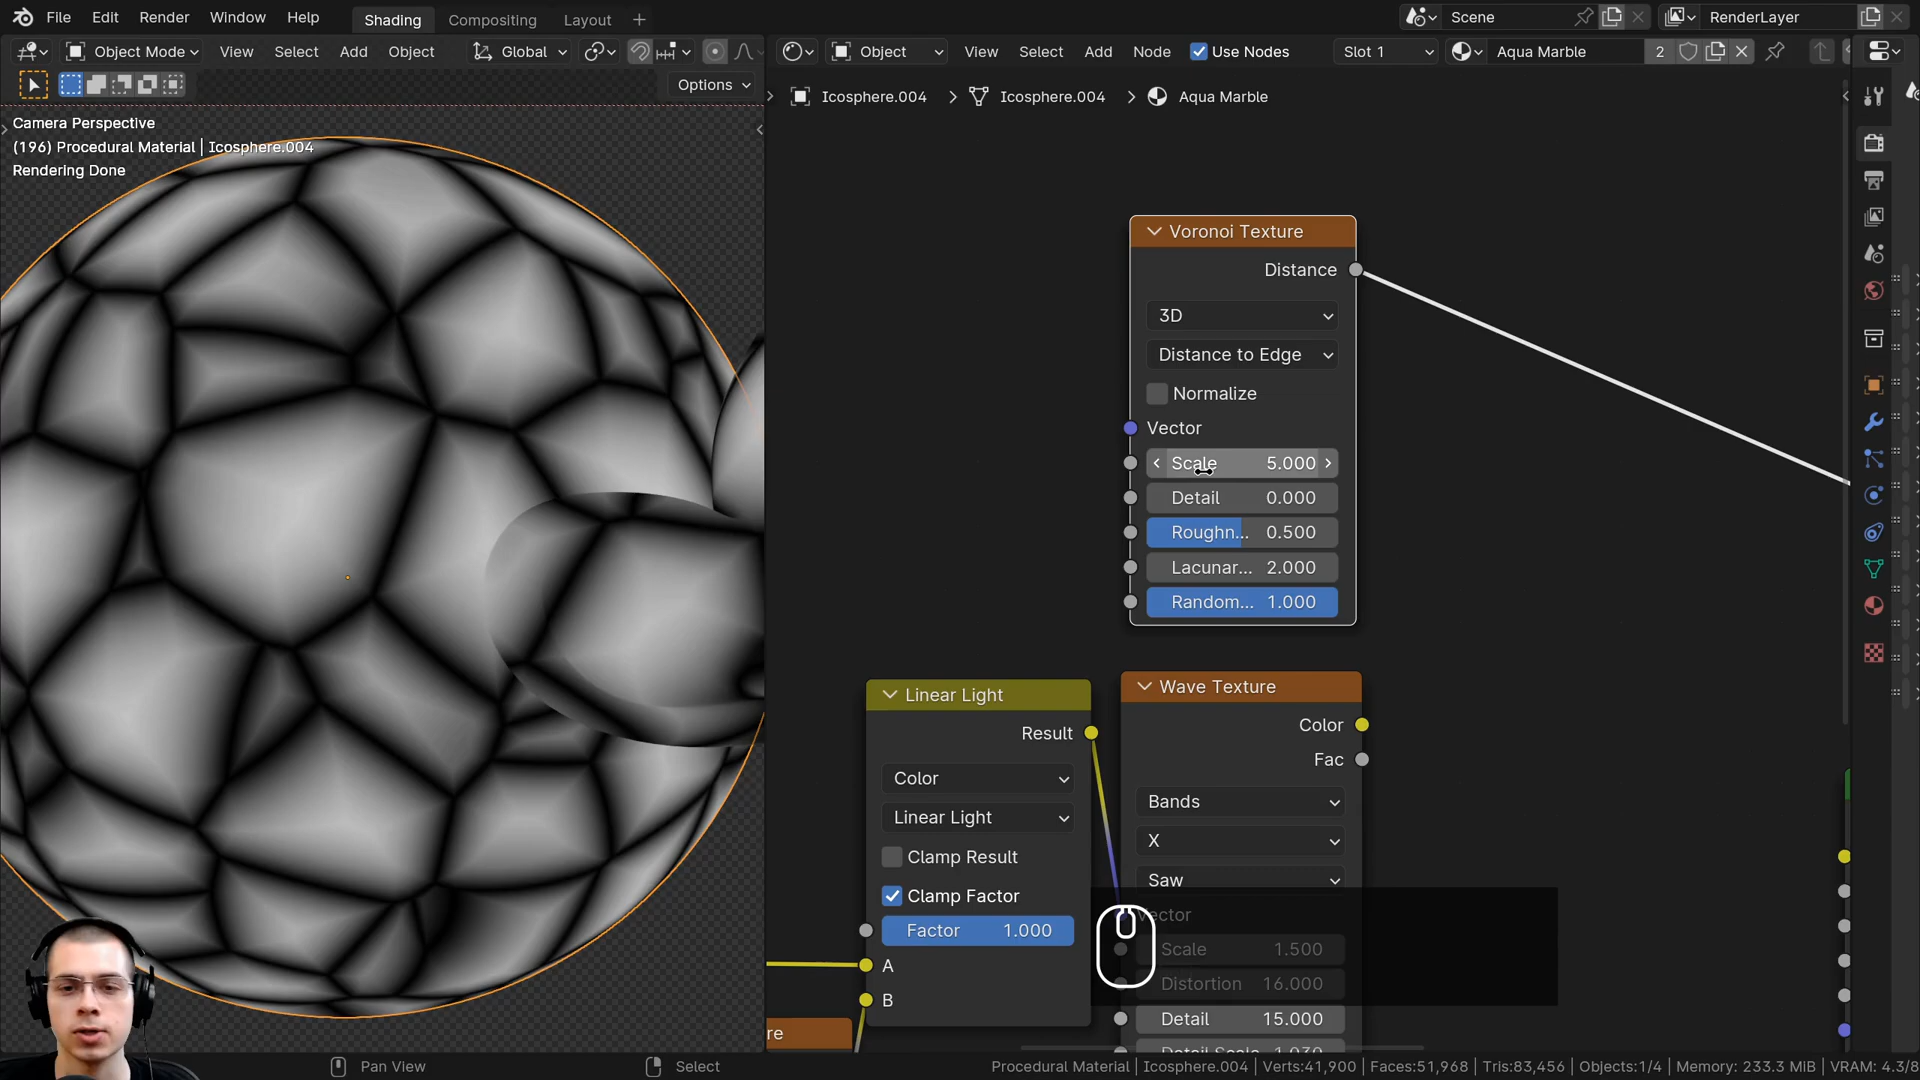 File Edit Render Window Help Shading Compositing Layout + Scene RenderLayer
Object Mode View Select Add Object Global Object View Select Add Node Use Nodes Slot 1 Aqua Marble 2
Options
Icosphere.004 > Icosphere.004 > Aqua Marble
Camera Perspective
(196) Procedural Material | Icosphere.004
Rendering Done
Voronoi Texture
Distance
3D
Distance to Edge
Normalize
Vector
Scale 5.000
Detail 0.000
Roughn... 0.500
Lacunar... 2.000
Random... 1.000
Linear Light
Result
Color
Linear Light
Clamp Result
Clamp Factor
Factor 1.000
A
B
re
Wave Texture
Color
Fac
Bands
X
Saw
Vector
Scale 1.500
Distortion 16.000
Detail 15.000
Detail Scale 1.030
Pan View Select Procedural Material | Icosphere.004 | Verts:41,900 | Faces:51,968 | Tris:83,456 | Objects:1/4 | Memory: 233.3 MiB | VRAM: 4.3/8